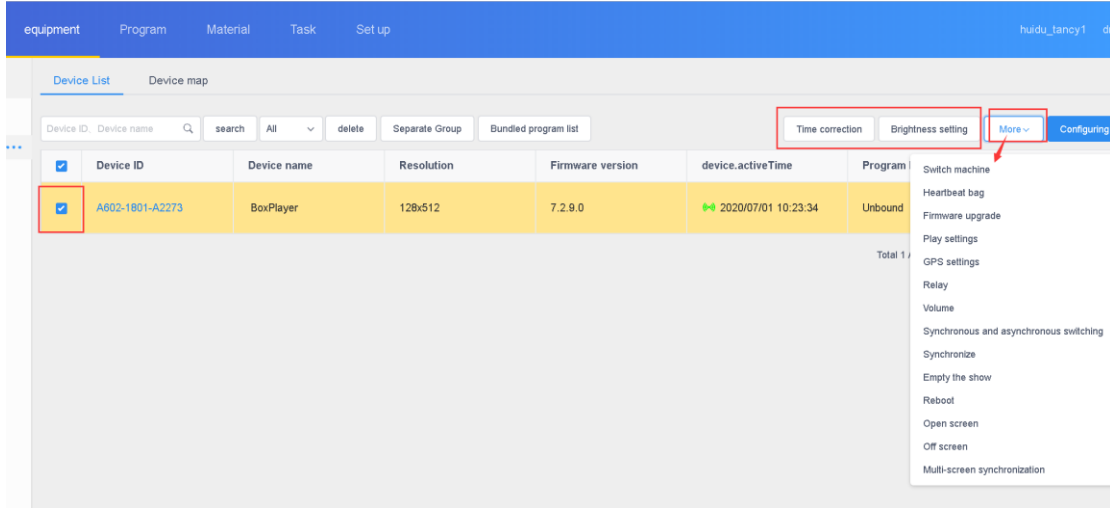 equipment Program Material Task Set up huidu_tancy1
Device List Device map
Device ID, Device name search All delete Separate Group Bundled program list Time correction Brightness setting More Configuring
Device ID Device name Resolution Firmware version device.activeTime Program
A602-1801-A2273 BoxPlayer 128x512 7.2.9.0 2020/07/01 10:23:34 Unbound
Total 1
Switch machine
Heartbeat bag
Firmware upgrade
Play settings
GPS settings
Relay
Volume
Synchronous and asynchronous switching
Synchronize
Empty the show
Reboot
Open screen
Off screen
Multi-screen synchronization